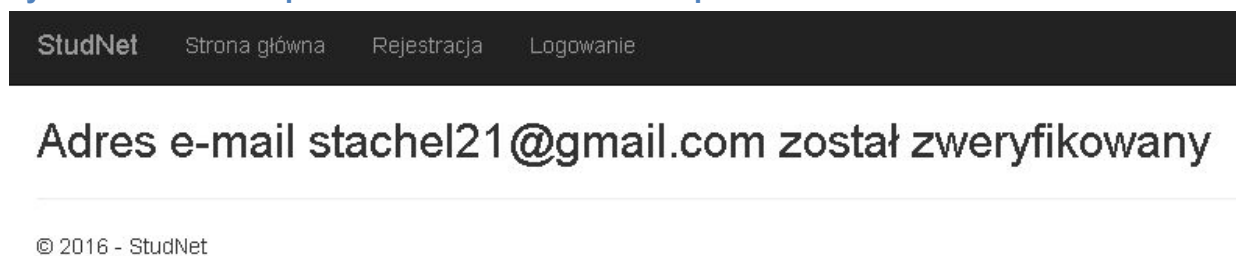 StudNet Strona główna Rejestracja Logowanie
Adres e-mail stachel21@gmail.com został zweryfikowany
© 2016 - StudNet